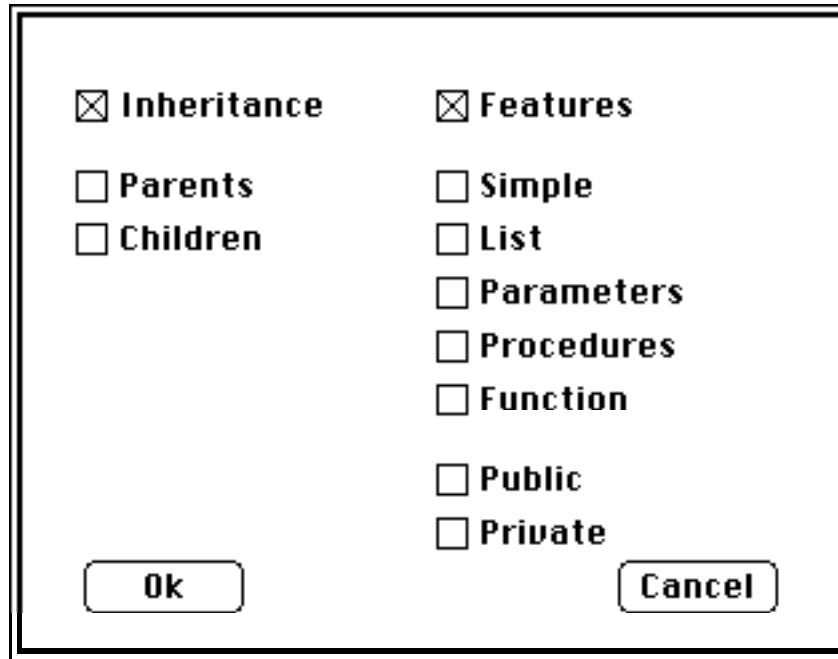 Inheritance
Parents
Children
Features
Simple
List
Parameters
Procedures
Function
Public
Private
Ok
Cancel